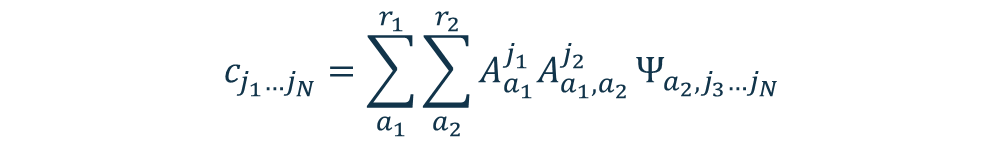 c_{j_1…j_N} = \sum_{a_1}^{r_1} \sum_{a_2}^{r_2} A_{a_1}^{j_1} A_{a_1,a_2}^{j_2} Ψ_{a_2,j_3…j_N}